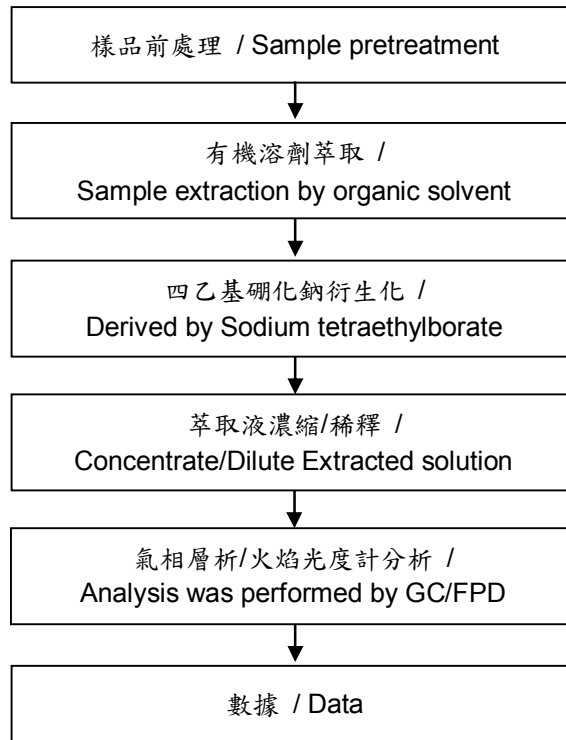 樣品前處理 / Sample pretreatment
有機溶劑萃取 /
Sample extraction by organic solvent
四乙基硼化鈉衍生化 /
Derived by Sodium tetraethylborate
萃取液濃縮/稀釋 /
Concentrate/Dilute Extracted solution
氣相層析/火焰光度計分析 /
Analysis was performed by GC/FPD
數據 / Data